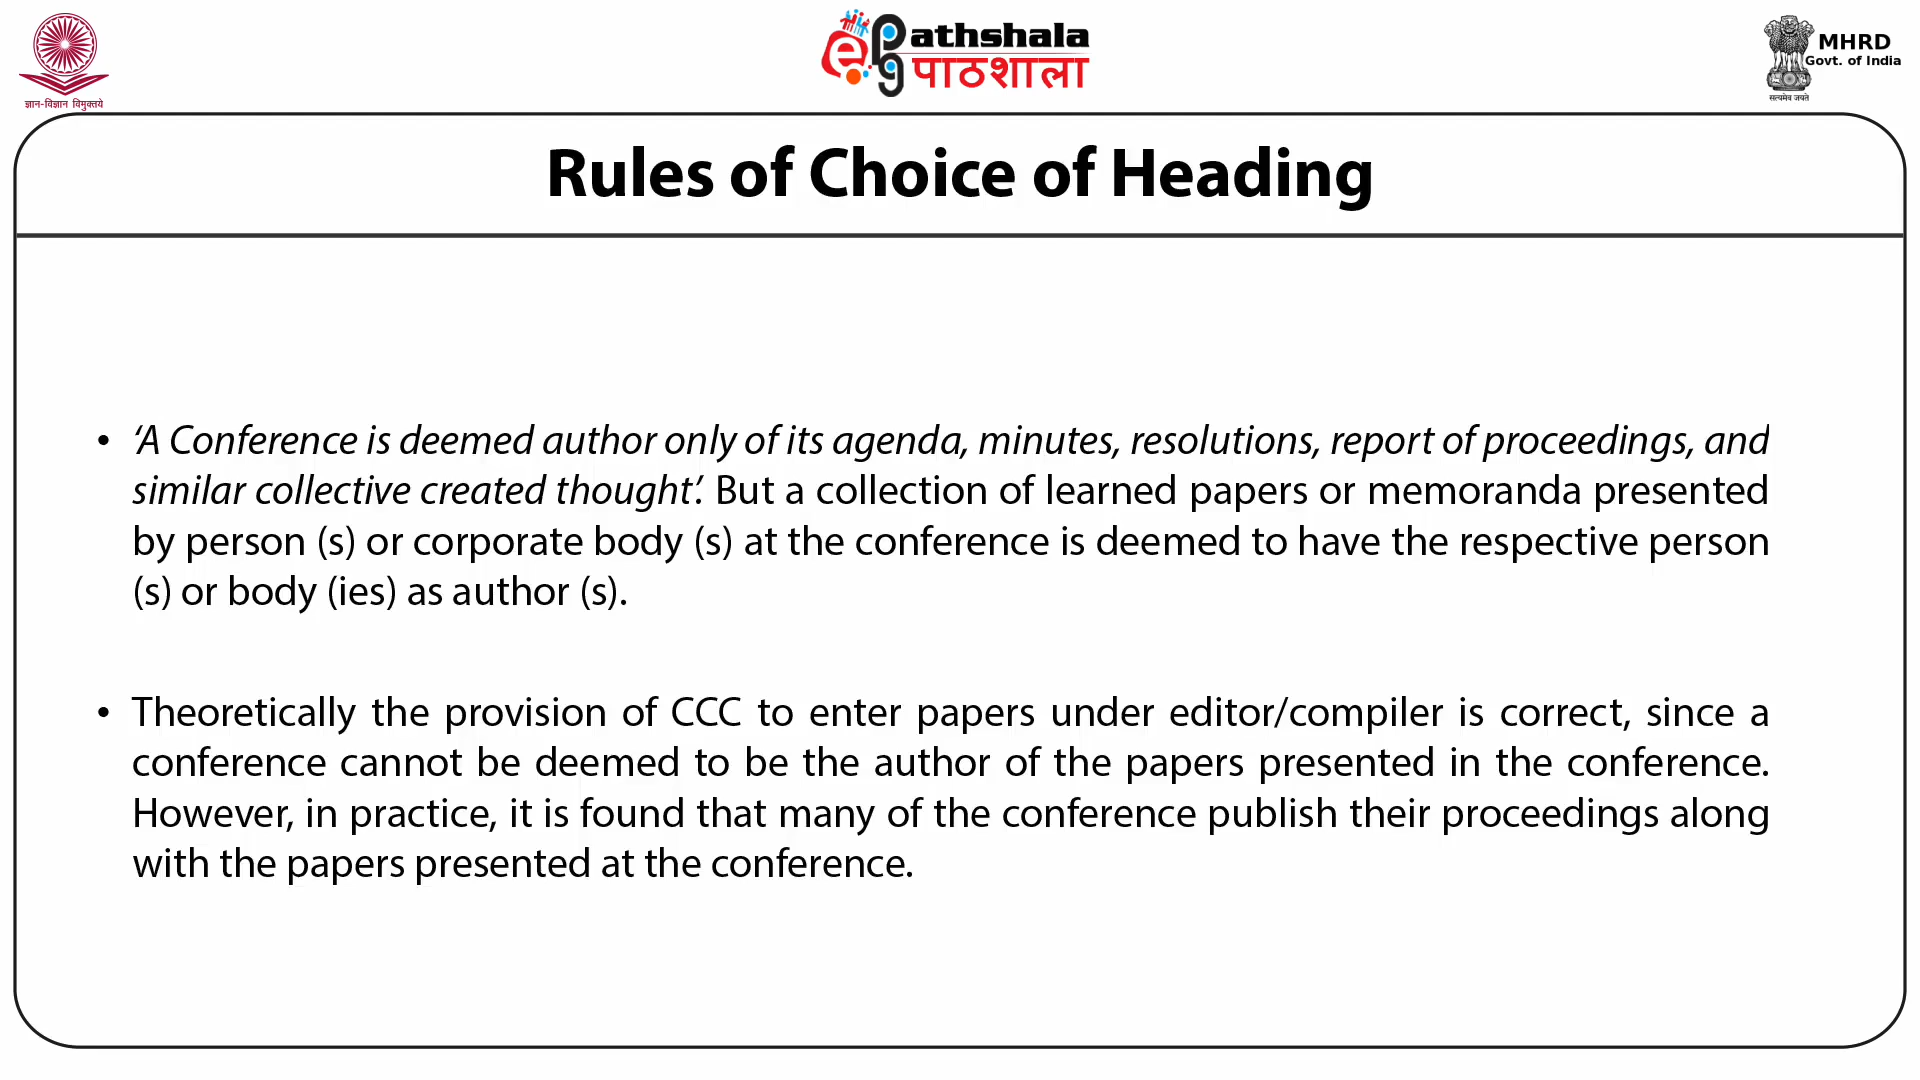 ज्ञान-विज्ञान विमुक्तये
ePG athshala
पाठशाला
सत्यमेव जयते
MHRD
Govt. of India
Rules of Choice of Heading
• ‘A Conference is deemed author only of its agenda, minutes, resolutions, report of proceedings, and
similar collective created thought’. But a collection of learned papers or memoranda presented
by person (s) or corporate body (s) at the conference is deemed to have the respective person
(s) or body (ies) as author (s).
• Theoretically the provision of CCC to enter papers under editor/compiler is correct, since a
conference cannot be deemed to be the author of the papers presented in the conference.
However, in practice, it is found that many of the conference publish their proceedings along
with the papers presented at the conference.